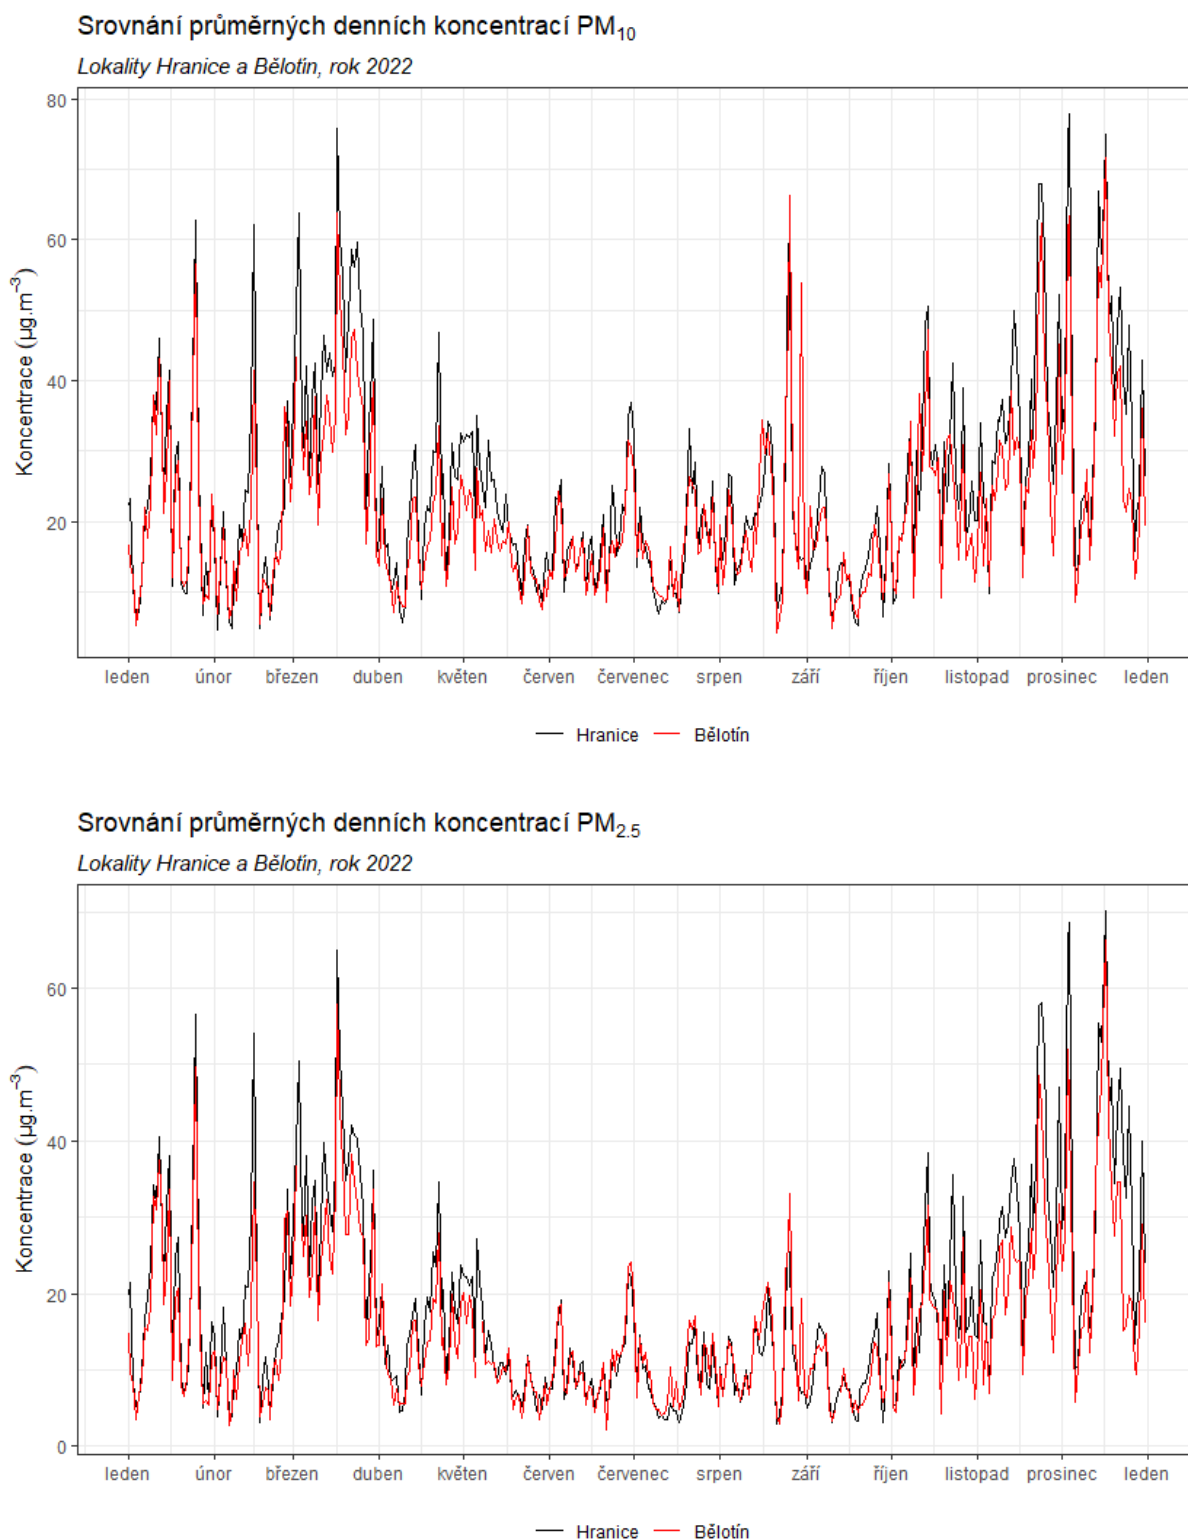 Srovnání průměrných denních koncentrací PM₁₀
Lokality Hranice a Bělotín, rok 2022
Koncentrace (μg.m⁻³)
80
60
40
20
leden únor březen duben květen červen červenec srpen září říjen listopad prosinec leden
Hranice Bělotín
Srovnání průměrných denních koncentrací PM₂.₅
Lokality Hranice a Bělotín, rok 2022
Koncentrace (μg.m⁻³)
60
40
20
0
leden únor březen duben květen červen červenec srpen září říjen listopad prosinec leden
Hranice Bělotín